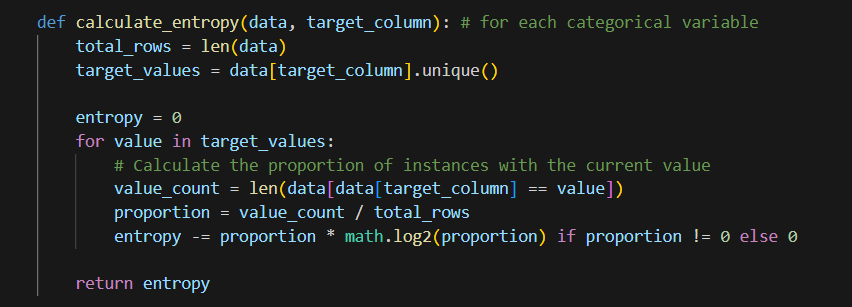 def calculate_entropy(data, target_column): # for each categorical variable
    total_rows = len(data)
    target_values = data[target_column].unique()

    entropy = 0
    for value in target_values:
        # Calculate the proportion of instances with the current value
        value_count = len(data[data[target_column] == value])
        proportion = value_count / total_rows
        entropy -= proportion * math.log2(proportion) if proportion != 0 else 0

    return entropy